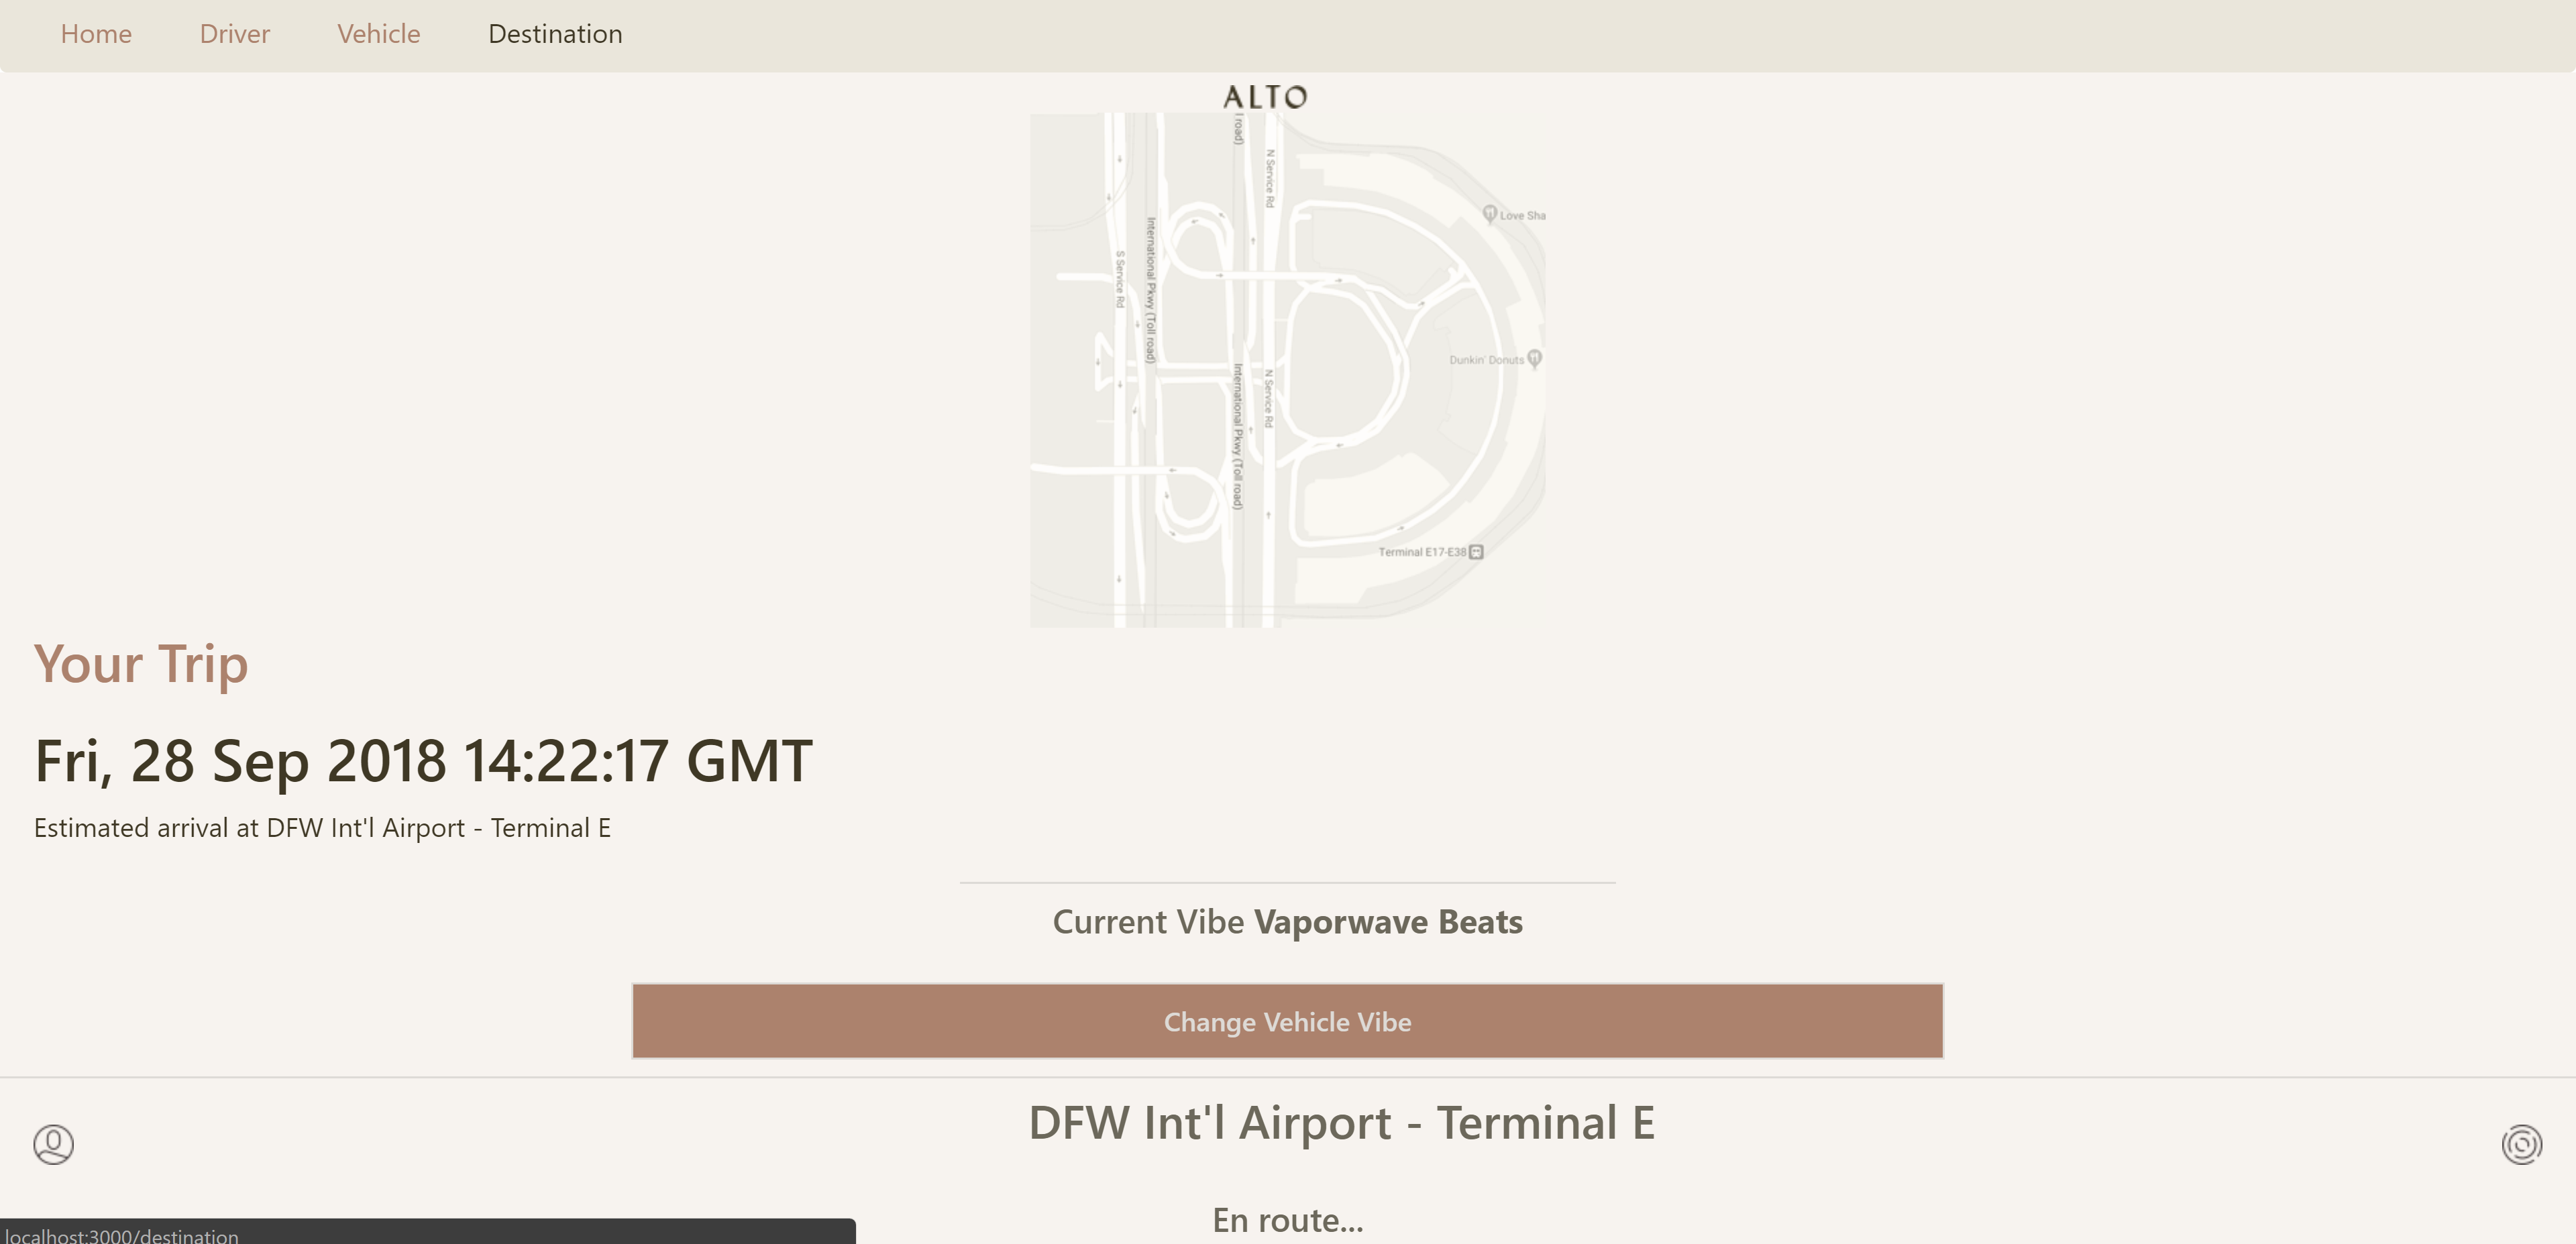 Home Driver Vehicle Destination
ALTO
l road)
N Service Rd
Love Sha
International Pkwy (Toll road)
S Service Rd
Dunkin' Donuts
International Pkwy (Toll road)
N Service Rd
Terminal E17-E38
Your Trip
Fri, 28 Sep 2018 14:22:17 GMT
Estimated arrival at DFW Int'l Airport - Terminal E
Current Vibe Vaporwave Beats
Change Vehicle Vibe
DFW Int'l Airport - Terminal E
En route...
localhost:3000/destination